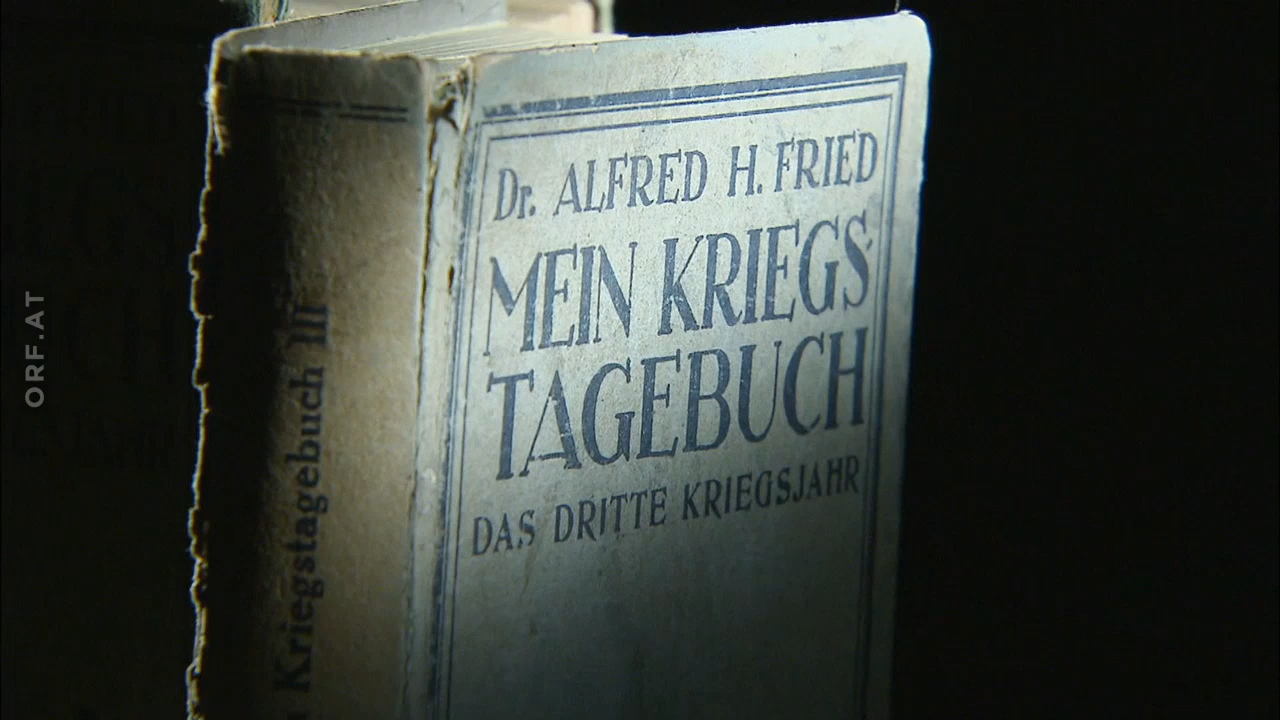 ORF.AT
Kriegstagebuch III
Dr. ALFRED H. FRIED
MEIN KRIEGS
TAGEBUCH
DAS DRITTE KRIEGSJAHR